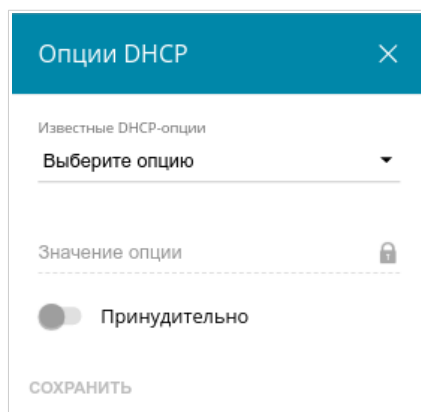 Опции DHCP
Известные DHCP-опции
Выберите опцию
Значение опции
Принудительно
СОХРАНИТЬ